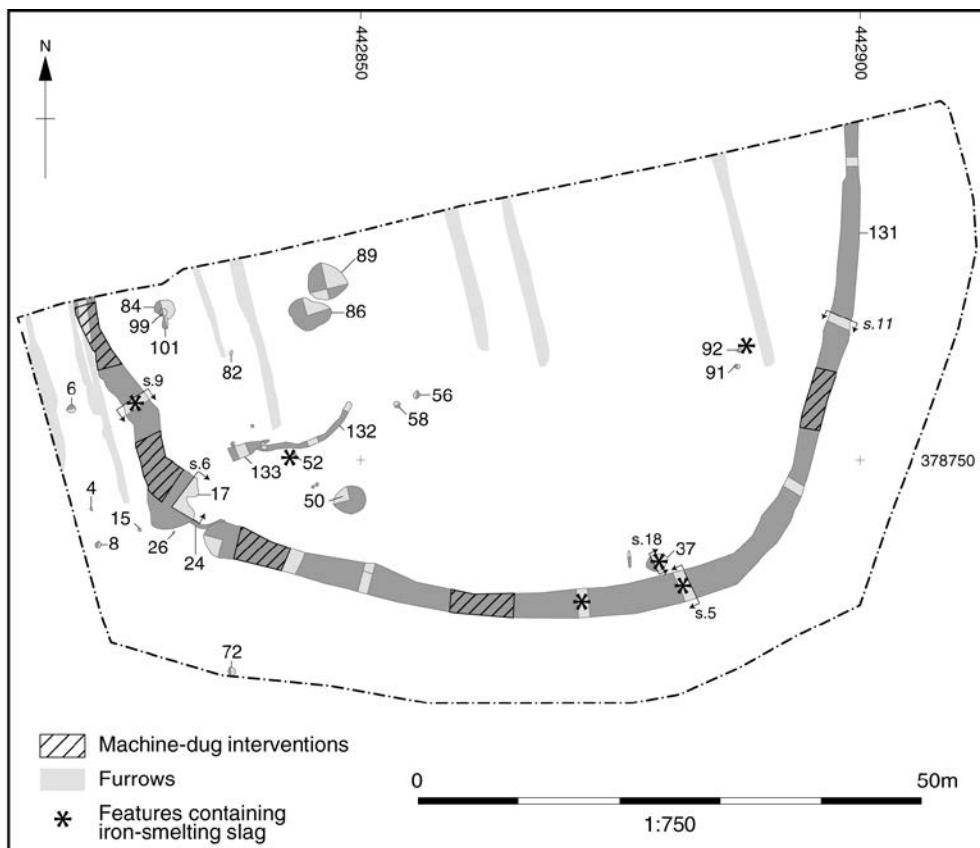 N
442850
442900
89
131
84
99
86
101
s.11
92
82
91
6
56
s.9
58
132
378750
52
133
s.6
17
50
4
s.18
37
15
26
8
24
s.5
72
Machine-dug interventions
Furrows
0
50m
Features containing
iron-smelting slag
1:750